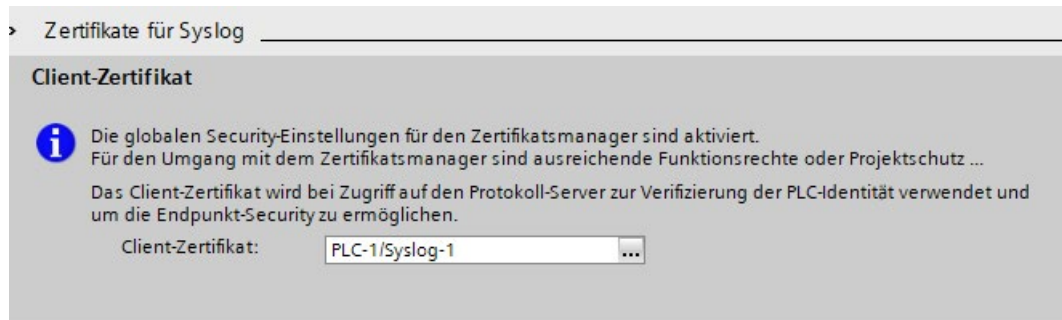 Zertifikate für Syslog
Client-Zertifikat
Die globalen Security-Einstellungen für den Zertifikatsmanager sind aktiviert.
Für den Umgang mit dem Zertifikatsmanager sind ausreichende Funktionsrechte oder Projektschutz ...
Das Client-Zertifikat wird bei Zugriff auf den Protokoll-Server zur Verifizierung der PLC-Identität verwendet und
um die Endpunkt-Security zu ermöglichen.
Client-Zertifikat: PLC-1/Syslog-1 ...